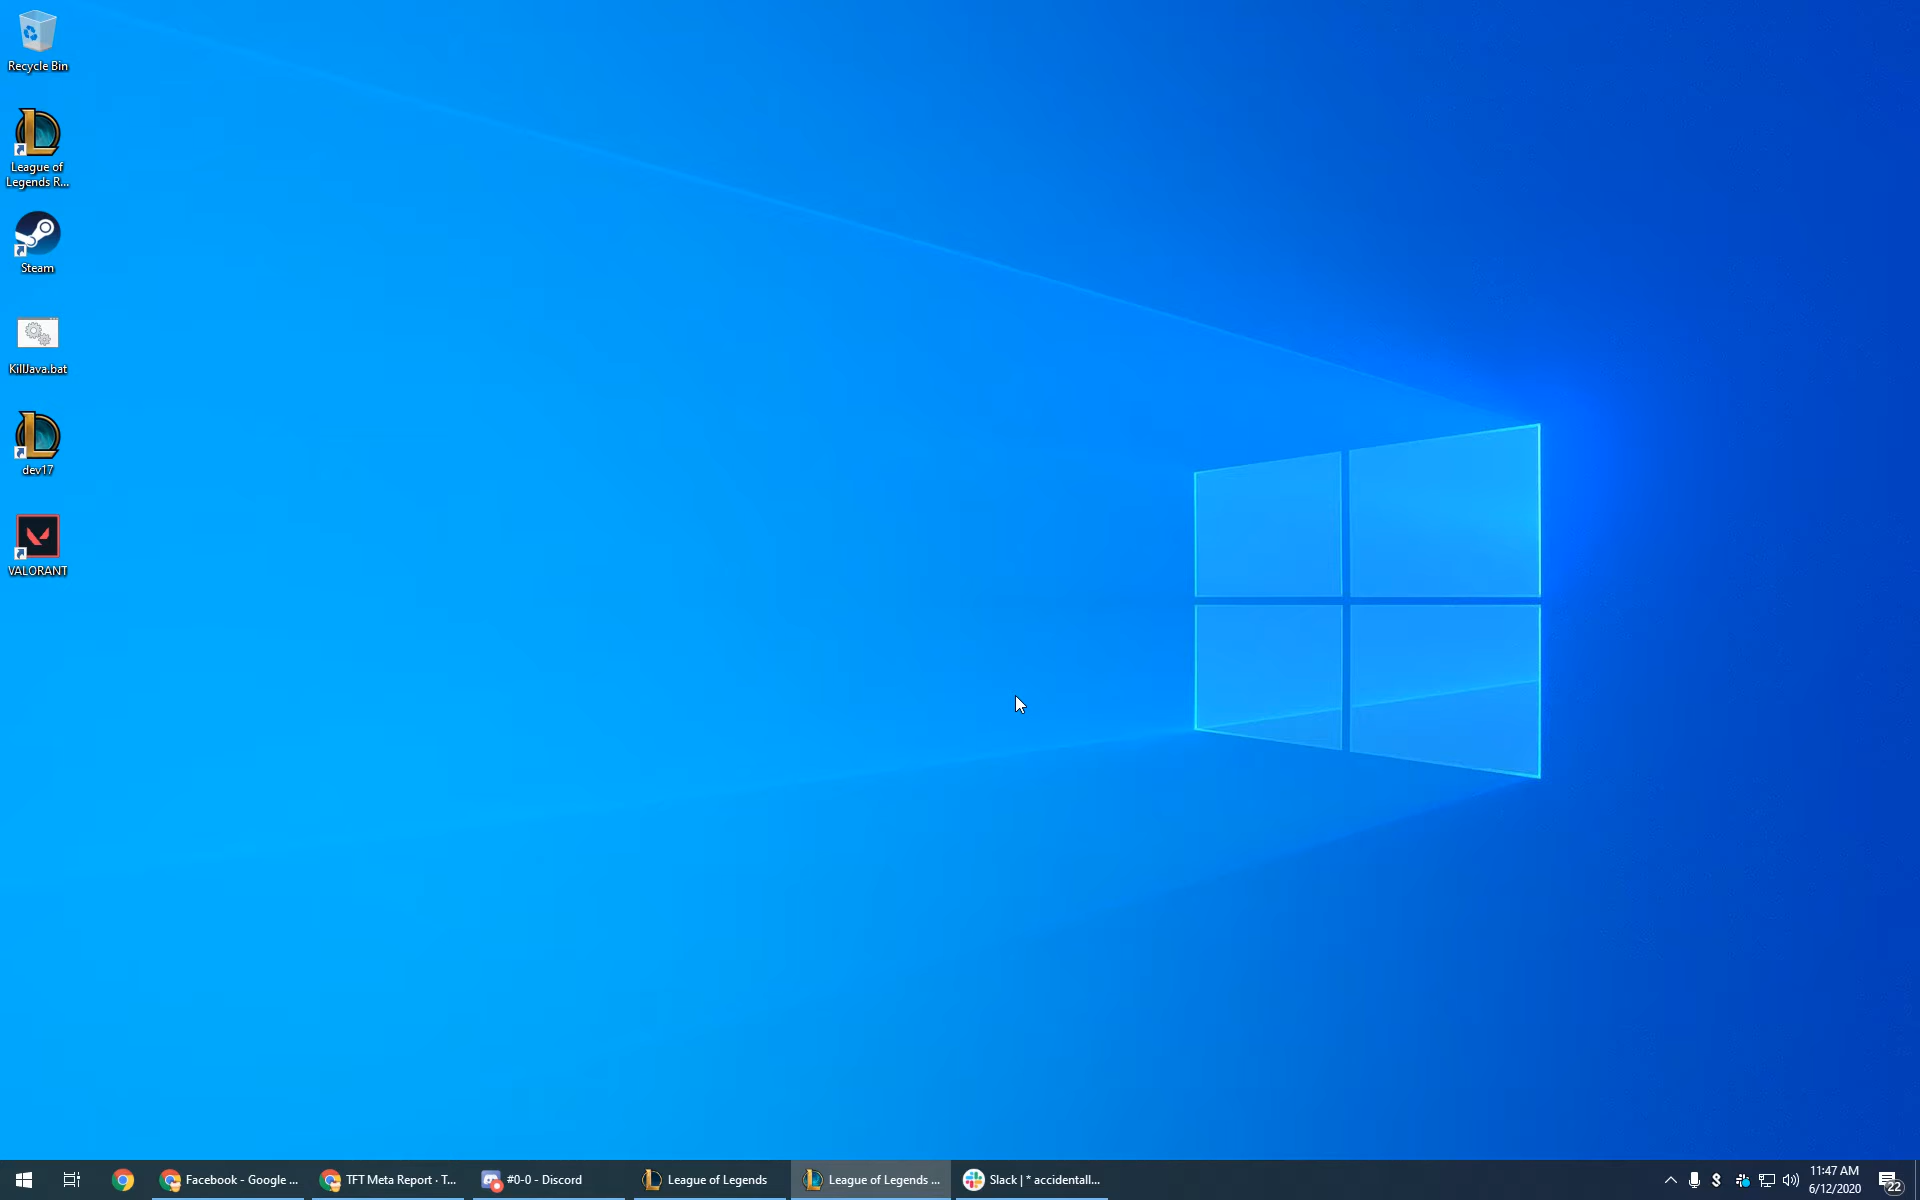 Recycle Bin
League of
Legends R...
Steam
KillJava.bat
dev17
VALORANT
Facebook - Google ...
TFT Meta Report · T...
#0-0 - Discord
League of Legends
League of Legends ...
Slack | * accidentall...
11:47 AM
6/12/2020
22